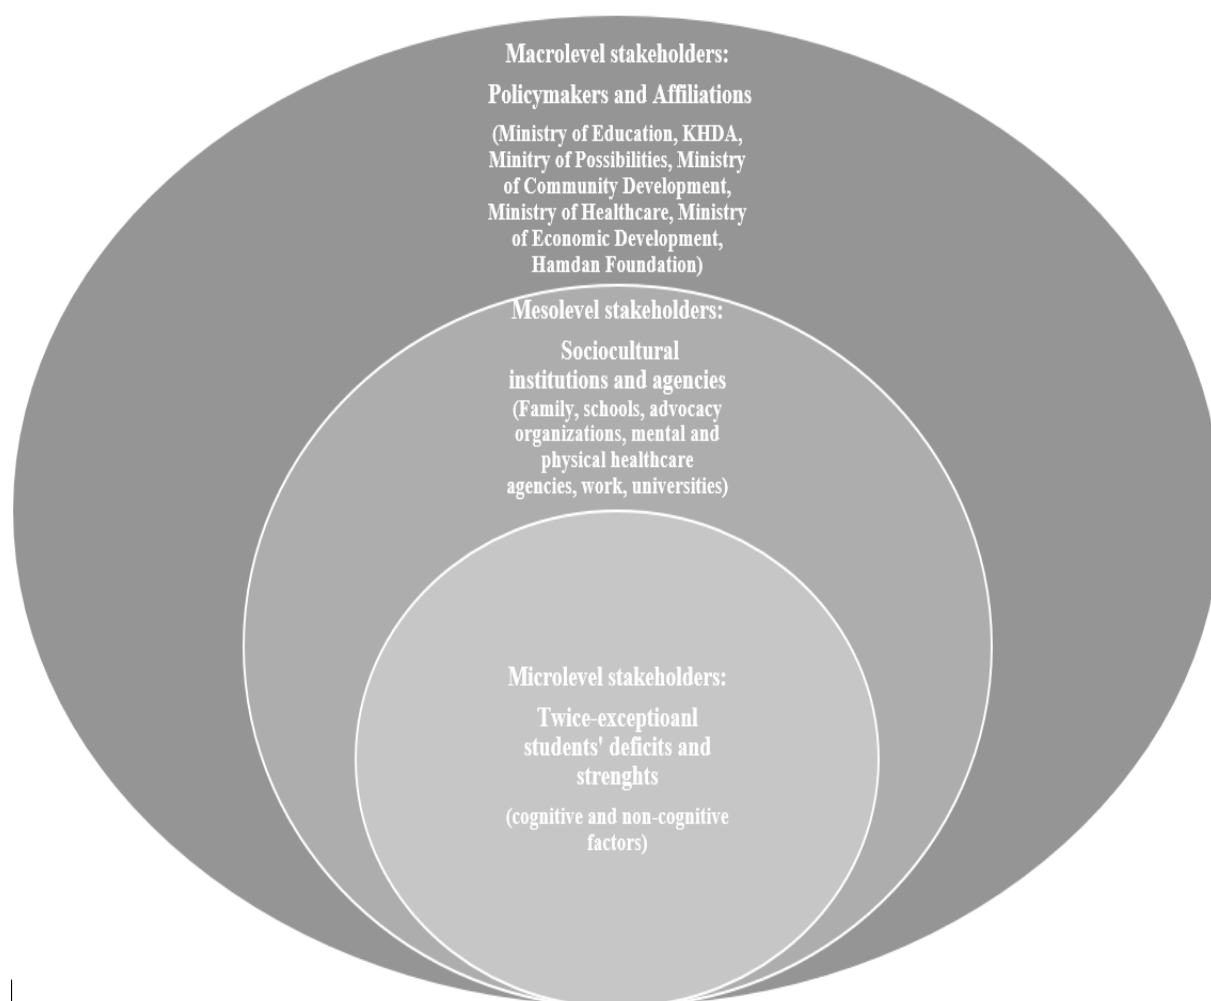 Macrolevel stakeholders:
Policymakers and Affiliations
(Ministry of Education, KHDA,
Minitry of Possibilities, Ministry
of Community Development,
Ministry of Healthcare, Ministry
of Economic Development,
Hamdan Foundation)
Mesolevel stakeholders:
Sociocultural
institutions and agencies
(Family, schools, advocacy
organizations, mental and
physical healthcare
agencies, work, universities)
Microlevel stakeholders:
Twice-exceptioanl
students' deficits and
strenghts
(cognitive and non-cognitive
factors)